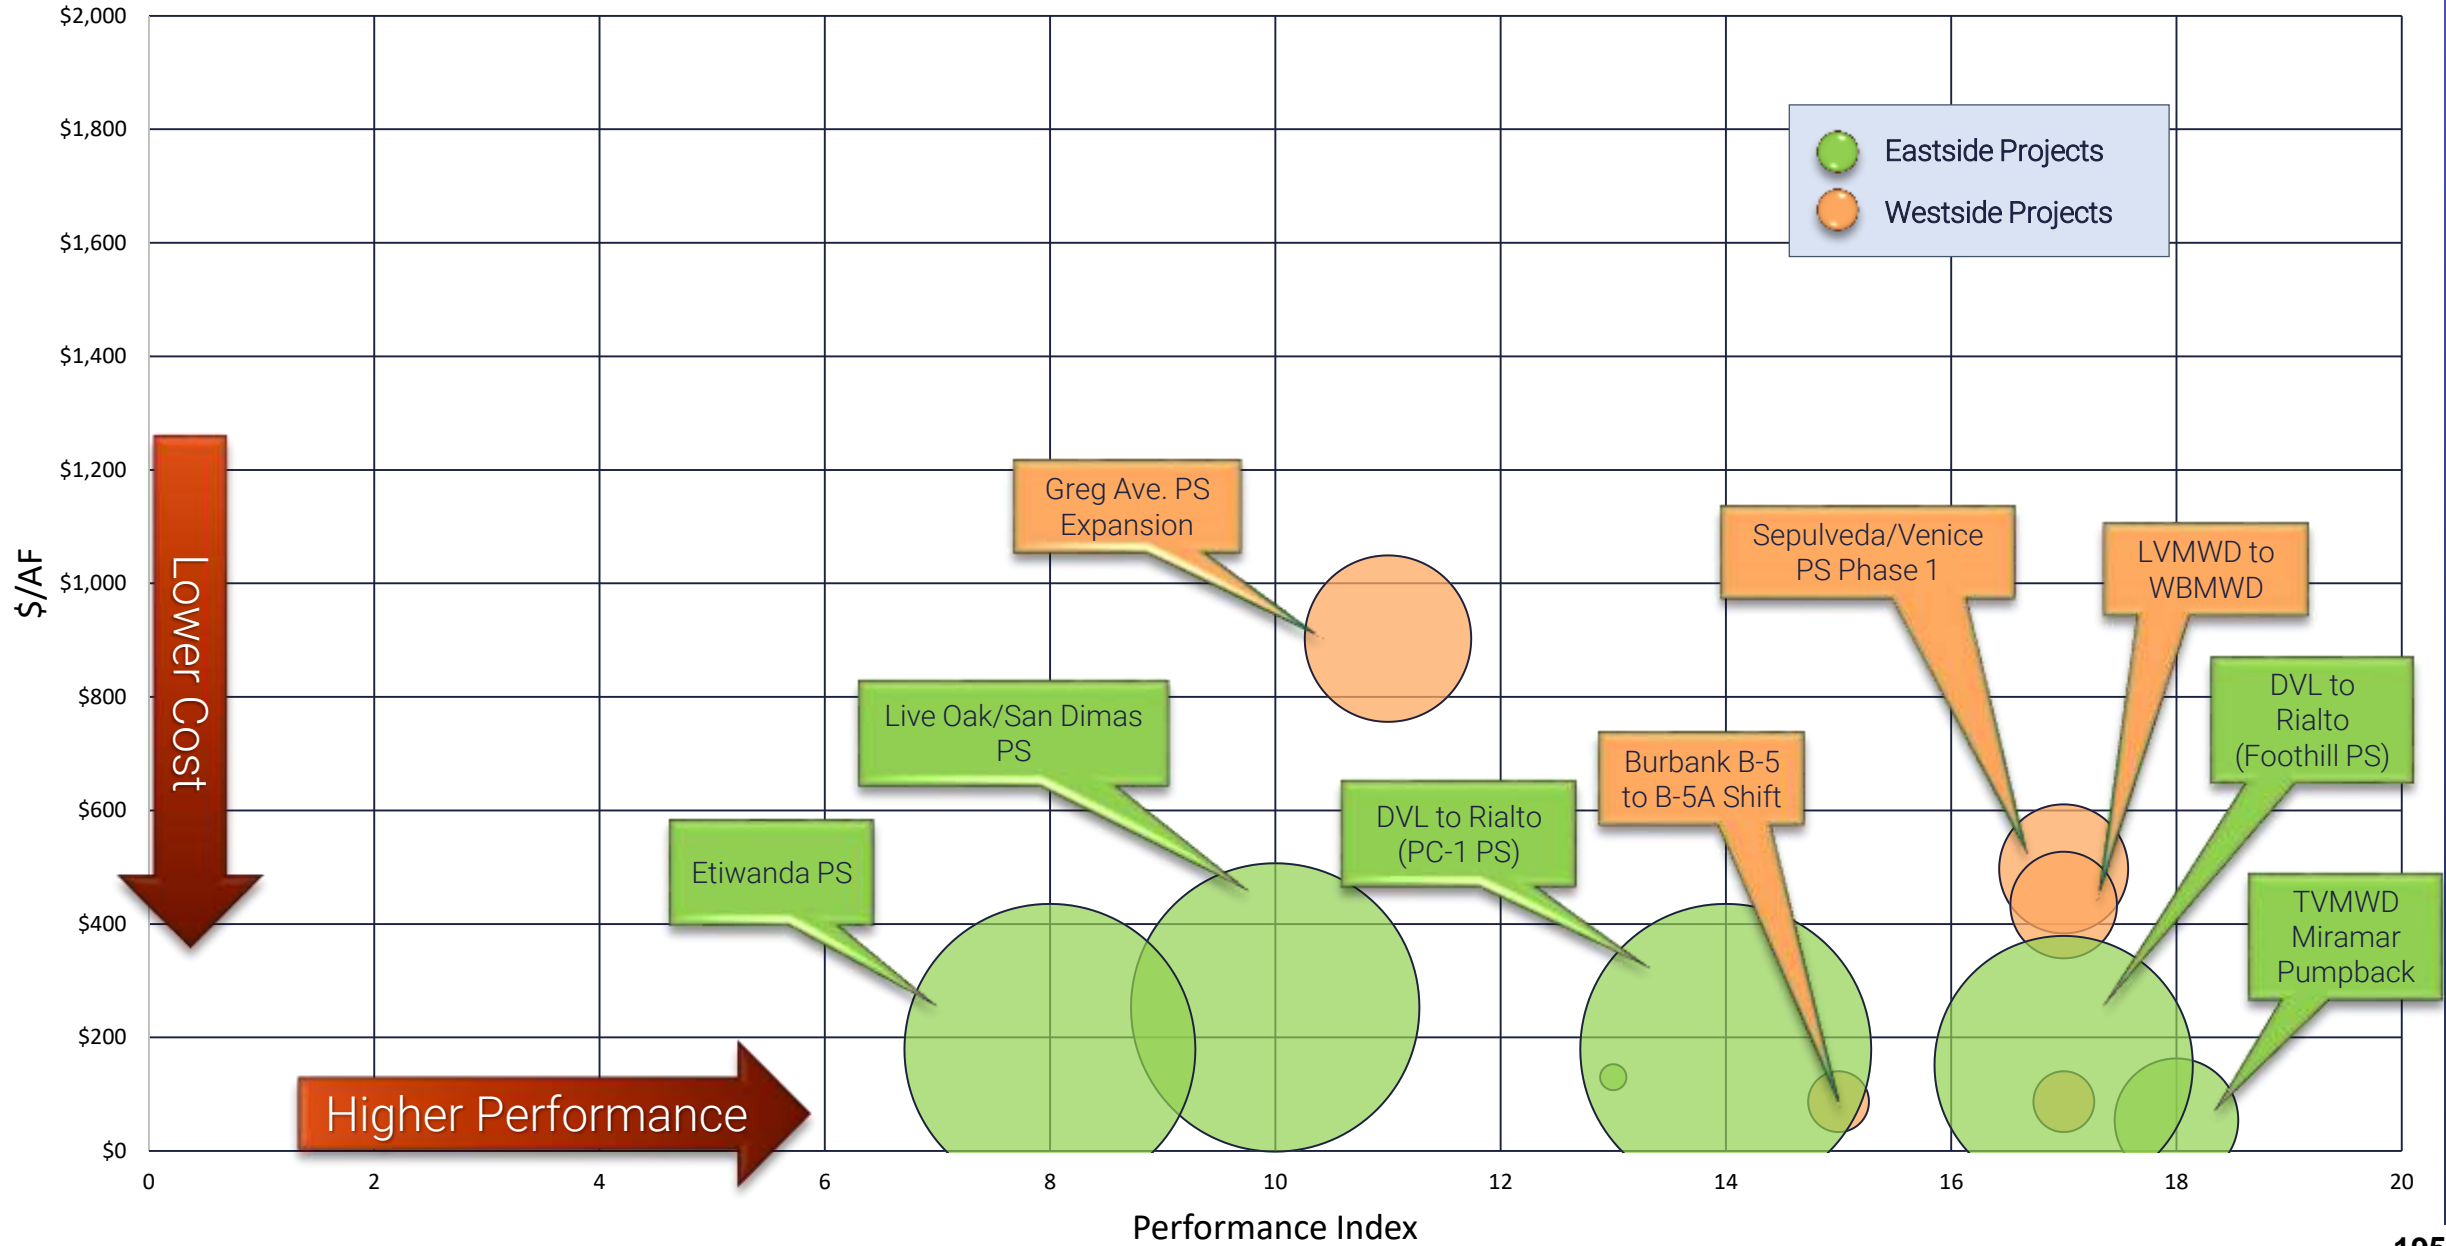 $2,000
$1,800
$1,600
$1,400
$1,200
$1,000
$800
$600
$400
$200
$0
$/AF
0
2
4
6
8
10
12
14
16
18
20
Performance Index
Lower Cost
Higher Performance
Eastside Projects
Westside Projects
Greg Ave. PS
Expansion
Sepulveda/Venice
PS Phase 1
LVMWD to
WBMWD
Live Oak/San Dimas
PS
Burbank B-5
to B-5A Shift
DVL to
Rialto
(Foothill PS)
DVL to Rialto
(PC-1 PS)
Etiwanda PS
TVMWD
Miramar
Pumpback